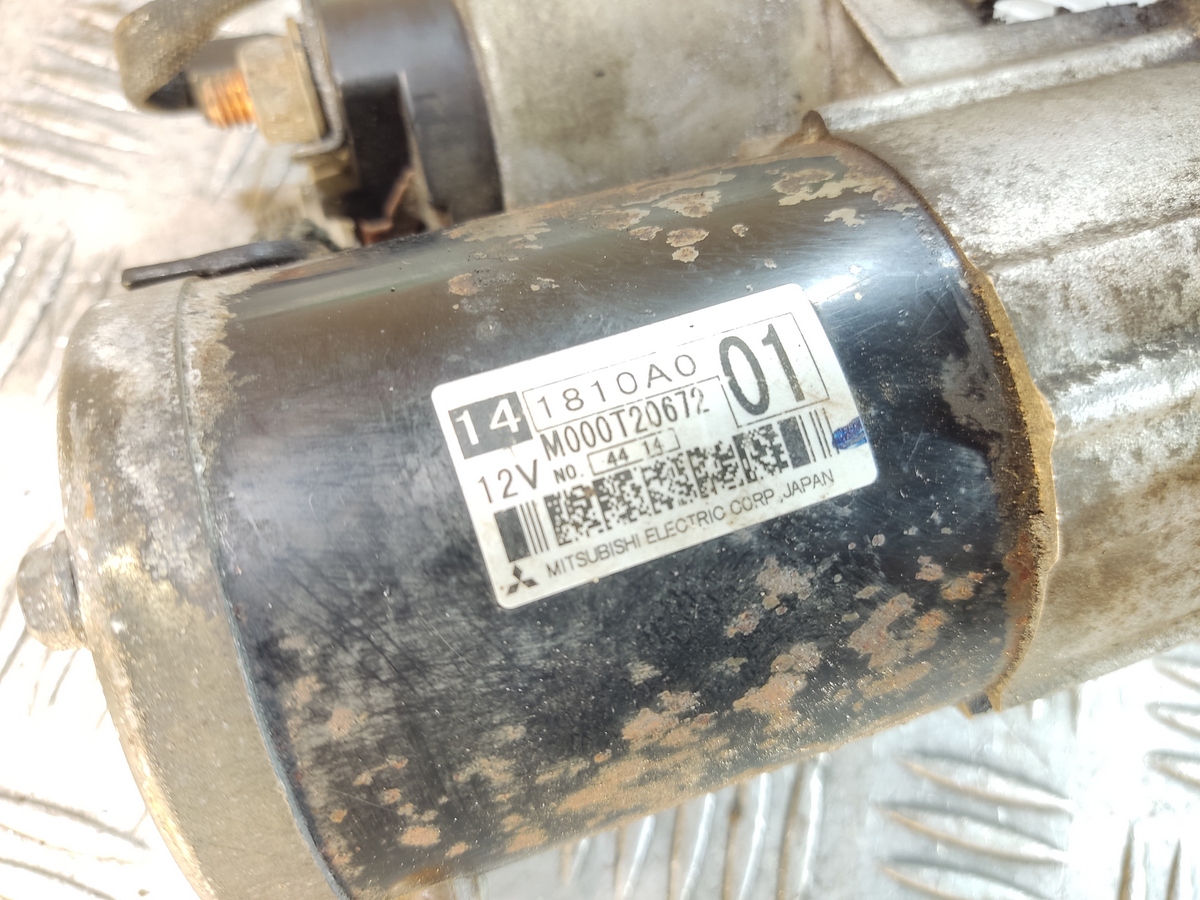 14 1810A0 01
M000T20672
12V NO. 44 14
MITSUBISHI ELECTRIC CORP. JAPAN